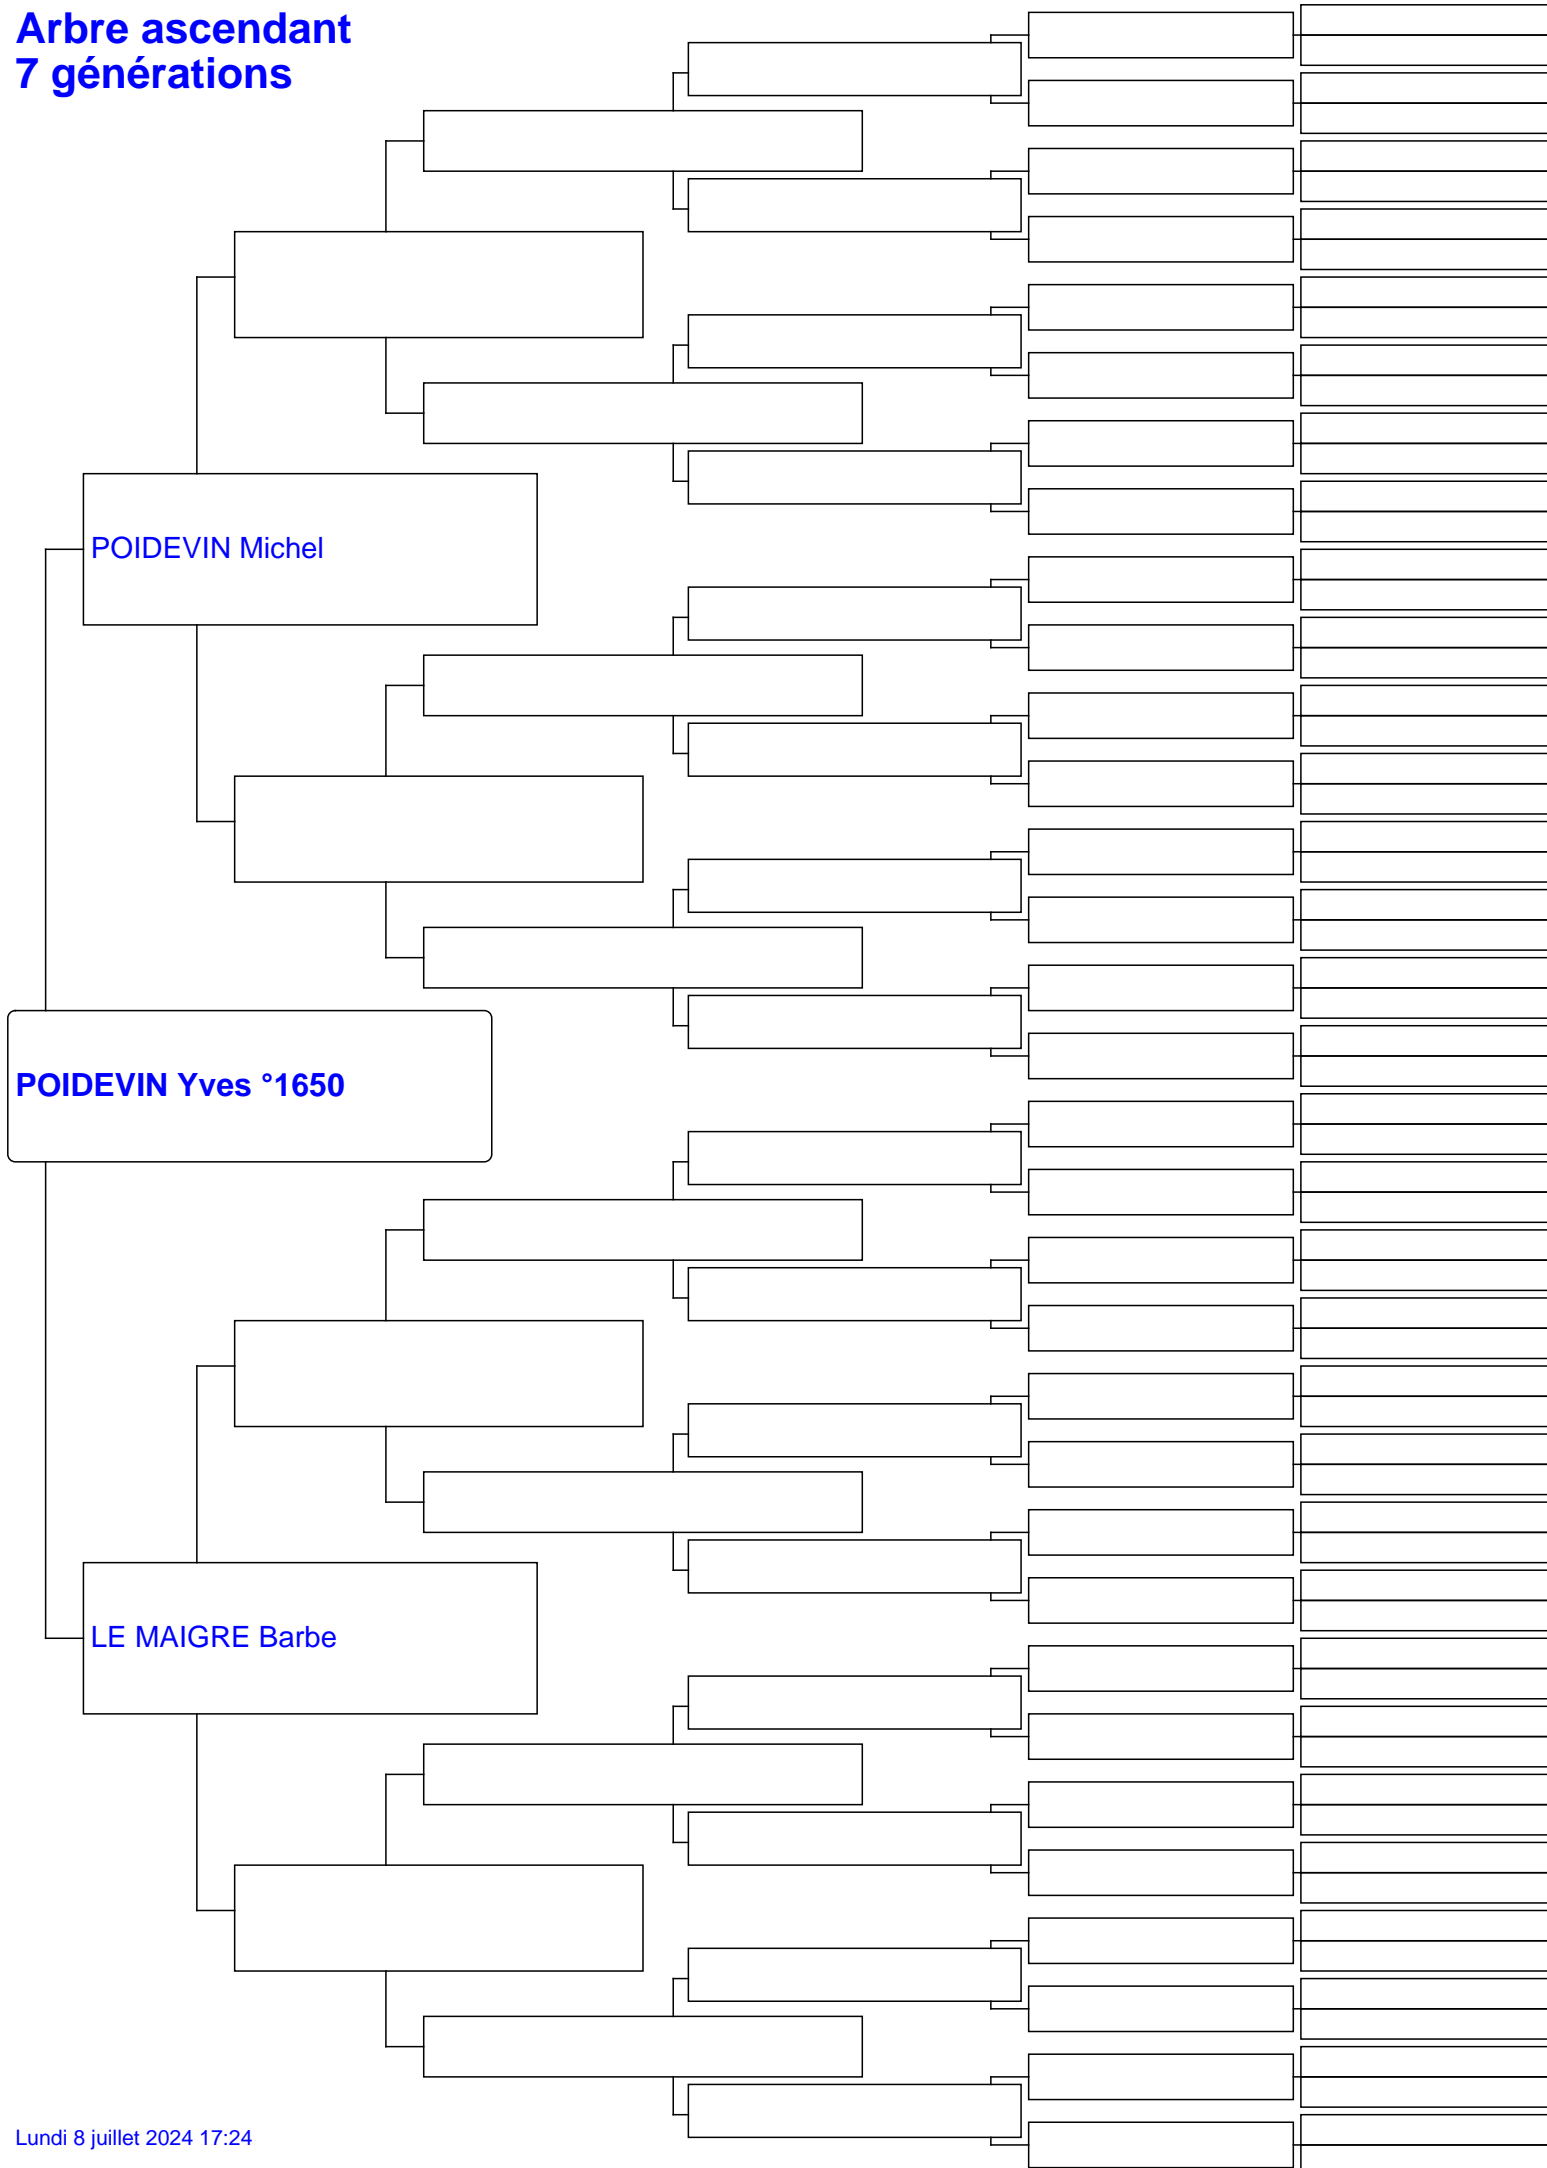 Arbre ascendant
7 générations
POIDEVIN Michel
POIDEVIN Yves °1650
LE MAIGRE Barbe
Lundi 8 juillet 2024 17:24